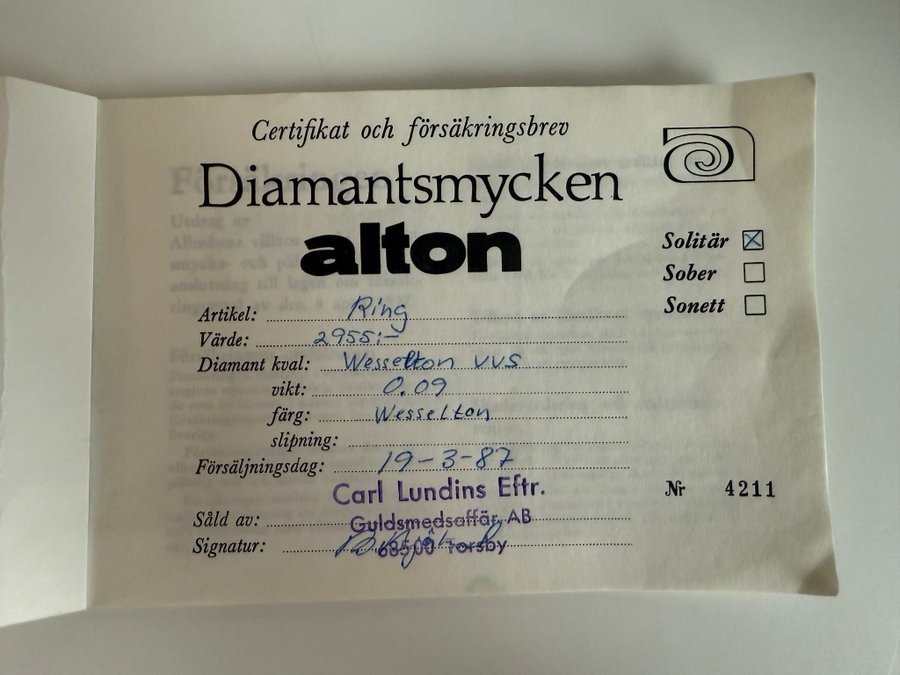 Certifikat och försäkringsbrev
Diamantsmycken
alton
Solitär
Sober
Sonett
Artikel: Ring
Värde: 2955:-
Diamant kval: Wesselton VVS
vikt: 0.09
färg: Wesselton
slipning:
Försäljningsdag: 19-3-87
Carl Lundins Eftr.
Nr 4211
Såld av: Guldsmedsaffär AB
Signatur: 68500 Torsby